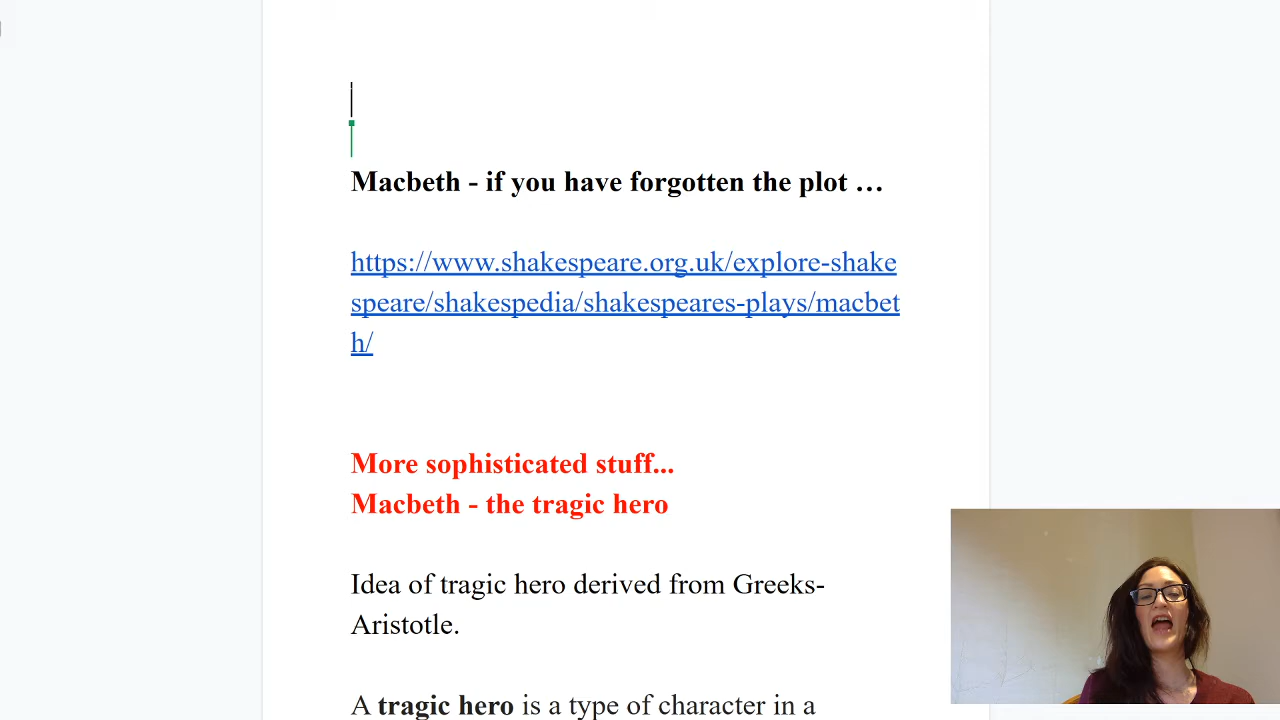 Macbeth - if you have forgotten the plot …
https://www.shakespeare.org.uk/explore-shake
speare/shakespedia/shakespeares-plays/macbet
h/
More sophisticated stuff...
Macbeth - the tragic hero
Idea of tragic hero derived from Greeks-
Aristotle.
A tragic hero is a type of character in a